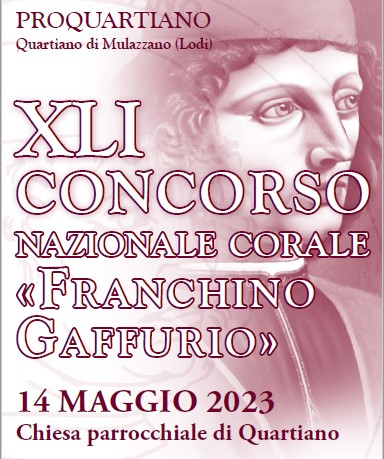 PROQUARTIANO
Quartiano di Mulazzano (Lodi)
XLI
CONCORSO
NAZIONALE CORALE
«FRANCHINO
GAFFURIO»
14 MAGGIO 2023
Chiesa parrocchiale di Quartiano